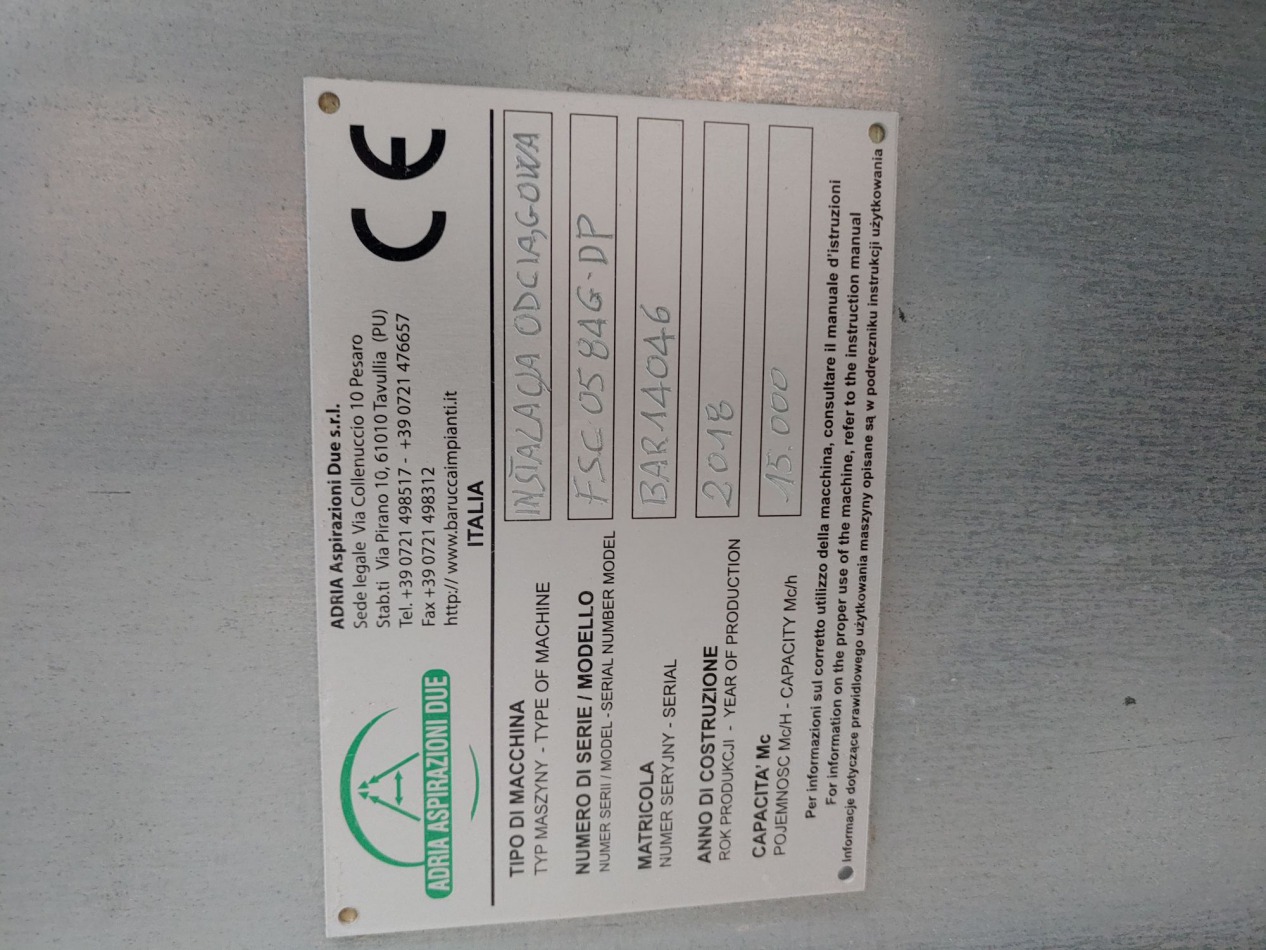 ADRIA ASPIRAZIONI DUE
ADRIA Aspirazioni Due s.r.l.
Sede legale Via Collenuccio 10 Pesaro
Stab.ti Via Pirano 10, 61010 Tavullia (PU)
Tel. +39 0721 498517 - +39 0721 476657
Fax +39 0721 498312
http:// www.baruccaimpianti.it
ITALIA
CE
TIPO DI MACCHINA
TYP MASZYNY - TYPE OF MACHINE
INSTALACJA ODCIA,GOWA
NUMERO DI SERIE / MODELLO
NUMER SERII / MODEL - SERIAL NUMBER MODEL
FSC 05 84G-DP
MATRICOLA
NUMER SERYJNY - SERIAL
BAR14046
ANNO DI COSTRUZIONE
ROK PRODUKCJI - YEAR OF PRODUCTION
2018
CAPACITA' Mc
POJEMNOSC Mc/H - CAPACITY Mc/h
15.000
Per informazioni sul corretto utilizzo della macchina, consultare il manuale d'istruzioni
For information on the proper use of the machine, refer to the instruction manual
Informacje dotyczące prawidlowego użytkowania maszyny opisane są w podręczniku instrukcji użytkowania